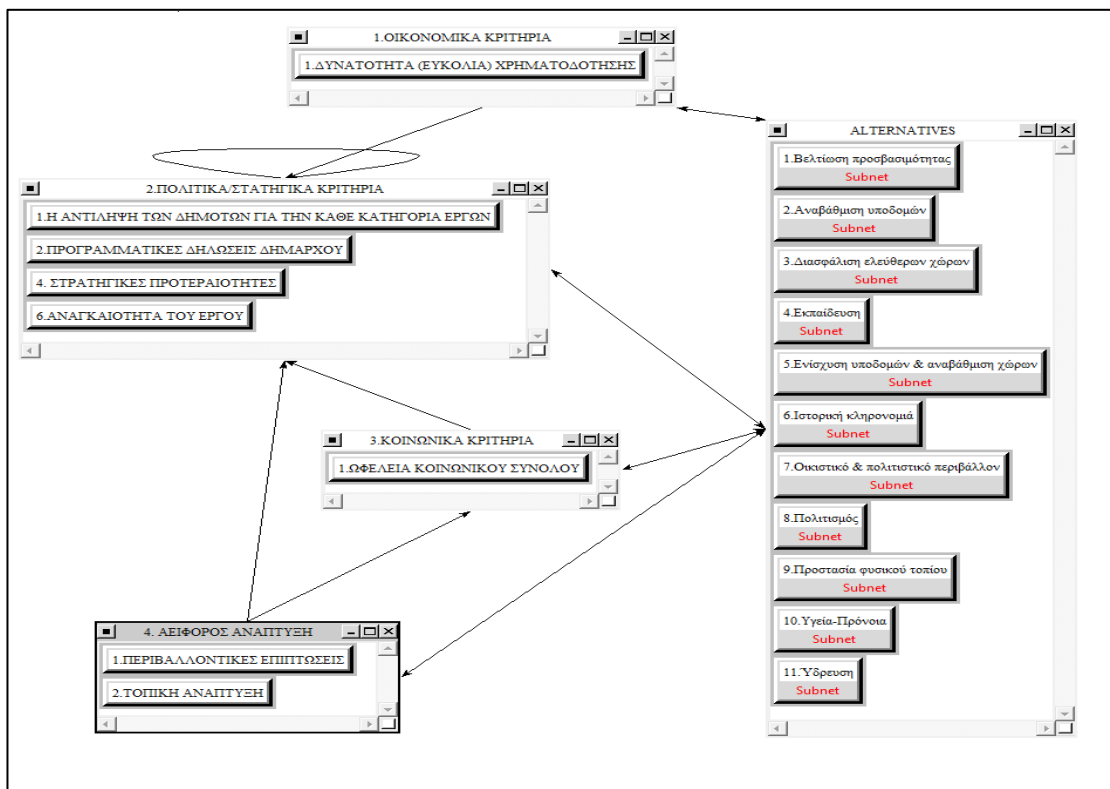 1.ΟΙΚΟΝΟΜΙΚΑ ΚΡΙΤΗΡΙΑ
1.ΔΥΝΑΤΟΤΗΤΑ (ΕΥΚΟΛΙΑ) ΧΡΗΜΑΤΟΔΟΤΗΣΗΣ
2.ΠΟΛΙΤΙΚΑ/ΣΤΑΤΗΓΙΚΑ ΚΡΙΤΗΡΙΑ
1.Η ΑΝΤΙΛΗΨΗ ΤΩΝ ΔΗΜΟΤΩΝ ΓΙΑ ΤΗΝ ΚΑΘΕ ΚΑΤΗΓΟΡΙΑ ΕΡΓΩΝ
2.ΠΡΟΓΡΑΜΜΑΤΙΚΕΣ ΔΗΛΩΣΕΙΣ ΔΗΜΑΡΧΟΥ
4. ΣΤΡΑΤΗΓΙΚΕΣ ΠΡΟΤΕΡΑΙΟΤΗΤΕΣ
6.ΑΝΑΓΚΑΙΟΤΗΤΑ ΤΟΥ ΕΡΓΟΥ
3.ΚΟΙΝΩΝΙΚΑ ΚΡΙΤΗΡΙΑ
1.ΩΦΕΛΕΙΑ ΚΟΙΝΩΝΙΚΟΥ ΣΥΝΟΛΟΥ
4. ΑΕΙΦΟΡΟΣ ΑΝΑΠΤΥΞΗ
1.ΠΕΡΙΒΑΛΛΟΝΤΙΚΕΣ ΕΠΙΠΤΩΣΕΙΣ
2.ΤΟΠΙΚΗ ΑΝΑΠΤΥΞΗ
ALTERNATIVES
1.Βελτίωση προσβασιμότητας
Subnet
2.Αναβάθμιση υποδομών
Subnet
3.Διασφάλιση ελεύθερων χώρων
Subnet
4.Εκπαίδευση
Subnet
5.Ενίσχυση υποδομών & αναβάθμιση χώρων
Subnet
6.Ιστορική κληρονομιά
Subnet
7.Οικιστικό & πολιτιστικό περιβάλλον
Subnet
8.Πολιτισμός
Subnet
9.Προστασία φυσικού τοπίου
Subnet
10.Υγεία-Πρόνοια
Subnet
11.Ύδρευση
Subnet